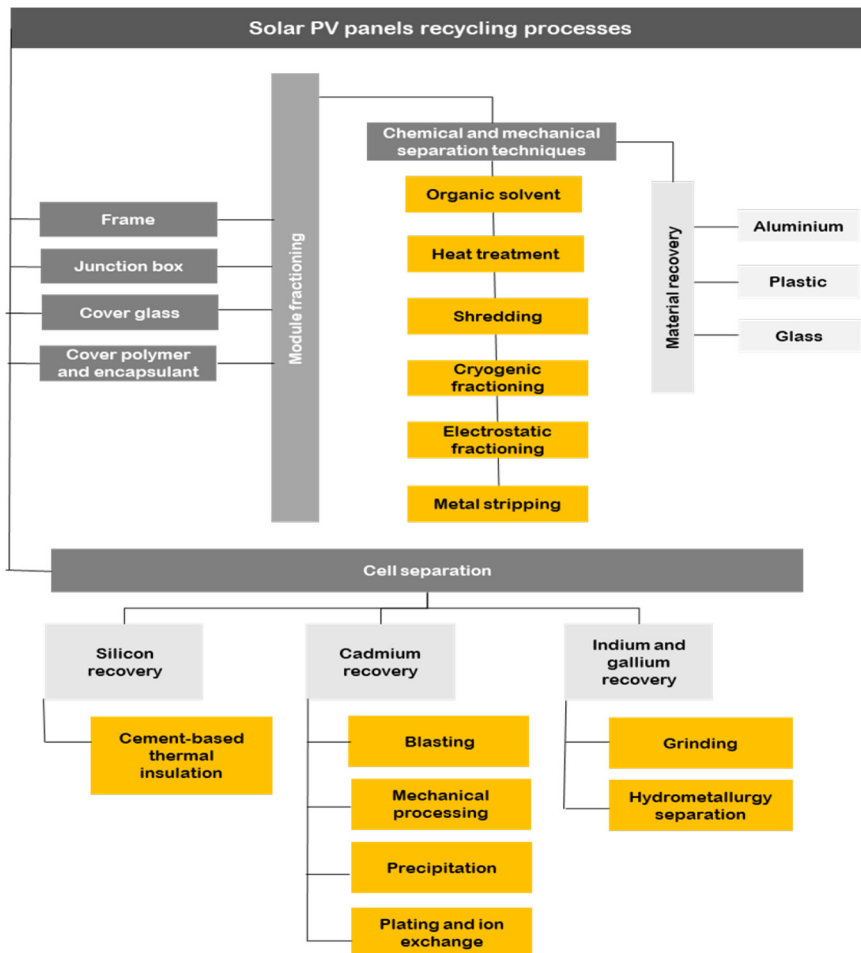 Solar PV panels recycling processes
Frame
Junction box
Cover glass
Cover polymer
and encapsulant
Module fractioning
Chemical and mechanical
separation techniques
Organic solvent
Heat treatment
Shredding
Cryogenic
fractioning
Electrostatic
fractioning
Metal stripping
Material recovery
Aluminium
Plastic
Glass
Cell separation
Silicon
recovery
Cement-based
thermal
insulation
Cadmium
recovery
Blasting
Mechanical
processing
Precipitation
Plating and ion
exchange
Indium and
gallium
recovery
Grinding
Hydrometallurgy
separation